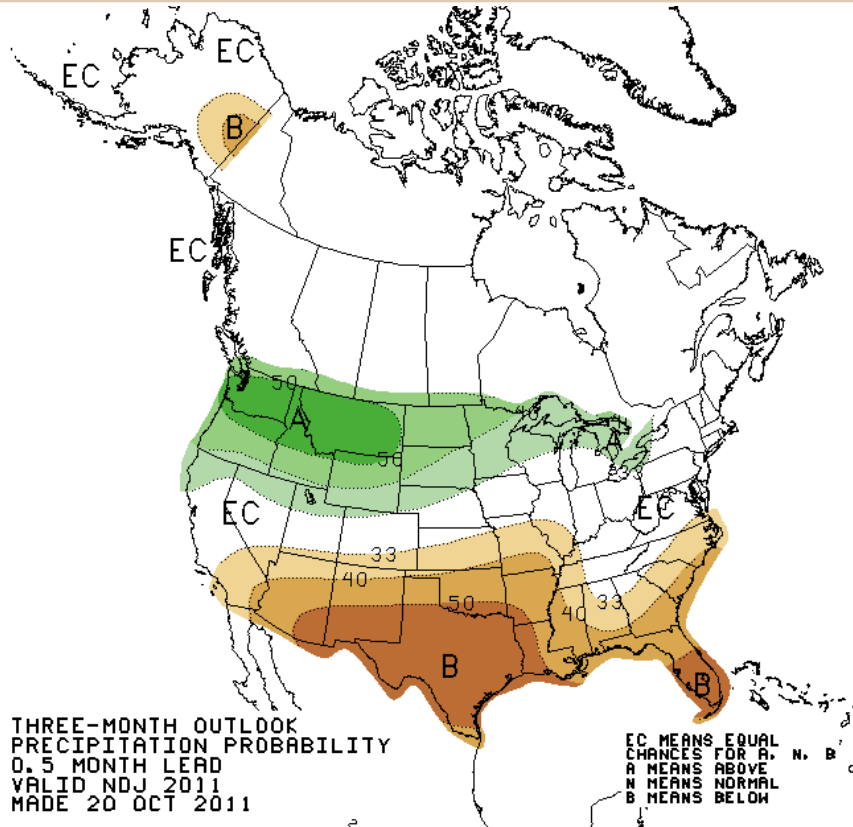 EC
EC
B
EC
50
A
40
A
50
EC
EC
33
40
50
40
33
B
B
THREE-MONTH OUTLOOK
PRECIPITATION PROBABILITY
0.5 MONTH LEAD
VALID NDJ 2011
MADE 20 OCT 2011
EC MEANS EQUAL
CHANCES FOR A, N, B
A MEANS ABOVE
N MEANS NORMAL
B MEANS BELOW